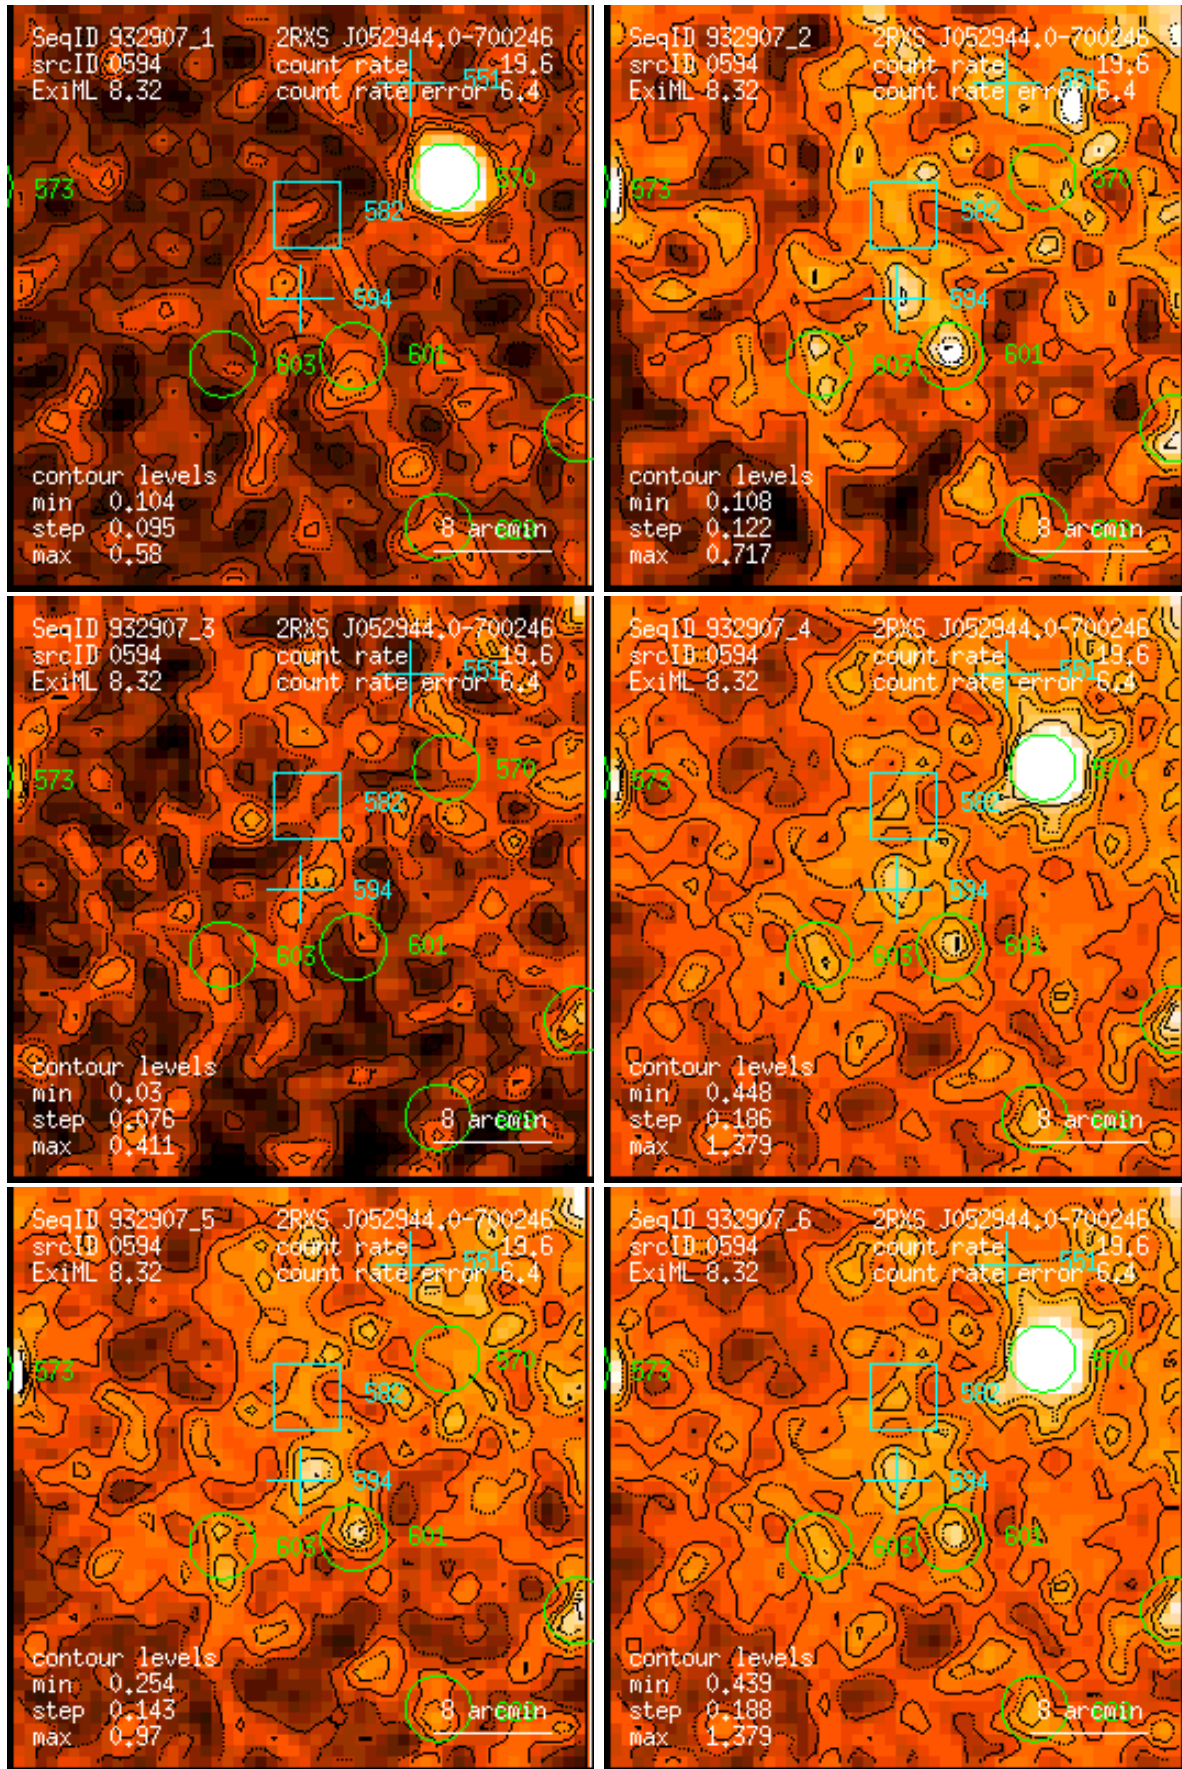 SeqID 932907_1 2RXS J052944.0-700246
srcID 0594 count rate 19.6
551
ExiML 8.32 count rate error 6.4
573 570
582
594
603 601
contour levels
min 0.104
step 0.095 8 arcmin
max 0.58
SeqID 932907_2 2RXS J052944.0-700246
srcID 0594 count rate 19.6
551
ExiML 8.32 count rate error 6.4
573 570
582
594
603 601
contour levels
min 0.108
step 0.122 8 arcmin
max 0.717
SeqID 932907_3 2RXS J052944.0-700246
srcID 0594 count rate 19.6
551
ExiML 8.32 count rate error 6.4
573 570
582
594
603 601
contour levels
min 0.03
step 0.076 8 arcmin
max 0.411
SeqID 932907_4 2RXS J052944.0-700246
srcID 0594 count rate 19.6
551
ExiML 8.32 count rate error 6.4
573 570
582
594
603 601
contour levels
min 0.448
step 0.186 8 arcmin
max 1.379
SeqID 932907_5 2RXS J052944.0-700246
srcID 0594 count rate 19.6
551
ExiML 8.32 count rate error 6.4
573 570
582
594
603 601
contour levels
min 0.254
step 0.143 8 arcmin
max 0.97
SeqID 932907_6 2RXS J052944.0-700246
srcID 0594 count rate 19.6
551
ExiML 8.32 count rate error 6.4
573 570
582
594
603 601
contour levels
min 0.439
step 0.188 8 arcmin
max 1.379